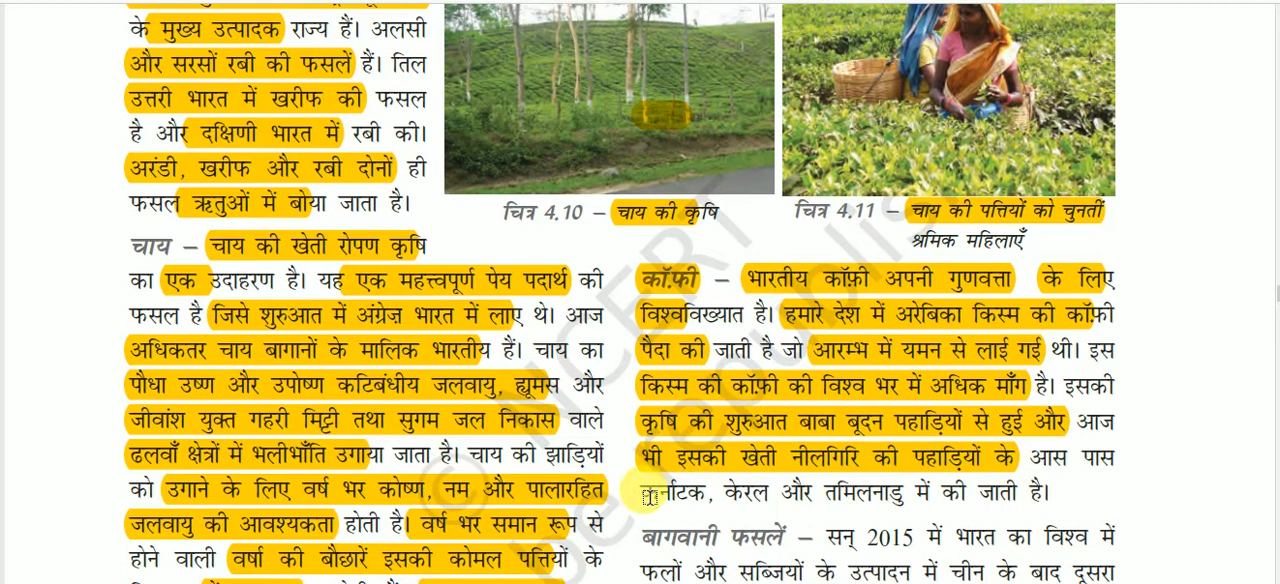 के मुख्य उत्पादक राज्य हैं। अलसी
और सरसों रबी की फसलें हैं। तिल
उत्तरी भारत में खरीफ की फसल
है और दक्षिणी भारत में रबी की।
अरंडी, खरीफ और रबी दोनों ही
फसल ऋतुओं में बोया जाता है।
चाय – चाय की खेती रोपण कृषि
का एक उदाहरण है। यह एक महत्त्वपूर्ण पेय पदार्थ की
फसल है जिसे शुरुआत में अंग्रेज़ भारत में लाए थे। आज
अधिकतर चाय बागानों के मालिक भारतीय हैं। चाय का
पौधा उष्ण और उपोष्ण कटिबंधीय जलवायु, ह्यूमस और
जीवांश युक्त गहरी मिट्टी तथा सुगम जल निकास वाले
ढलवाँ क्षेत्रों में भलीभाँति उगाया जाता है। चाय की झाड़ियों
को उगाने के लिए वर्ष भर कोष्ण, नम और पालारहित
जलवायु की आवश्यकता होती है। वर्ष भर समान रूप से
होने वाली वर्षा की बौछारें इसकी कोमल पत्तियों के
चित्र 4.10 – चाय की कृषि
चित्र 4.11 – चाय की पत्तियों को चुनतीं
श्रमिक महिलाएँ
कॉफ़ी – भारतीय कॉफ़ी अपनी गुणवत्ता के लिए
विश्वविख्यात है। हमारे देश में अरेबिका किस्म की कॉफ़ी
पैदा की जाती है जो आरम्भ में यमन से लाई गई थी। इस
किस्म की कॉफ़ी की विश्व भर में अधिक माँग है। इसकी
कृषि की शुरुआत बाबा बूदन पहाड़ियों से हुई और आज
भी इसकी खेती नीलगिरि की पहाड़ियों के आस पास
कर्नाटक, केरल और तमिलनाडु में की जाती है।
बागवानी फसलें – सन् 2015 में भारत का विश्व में
फलों और सब्जियों के उत्पादन में चीन के बाद दूसरा
© NCERT
be republis